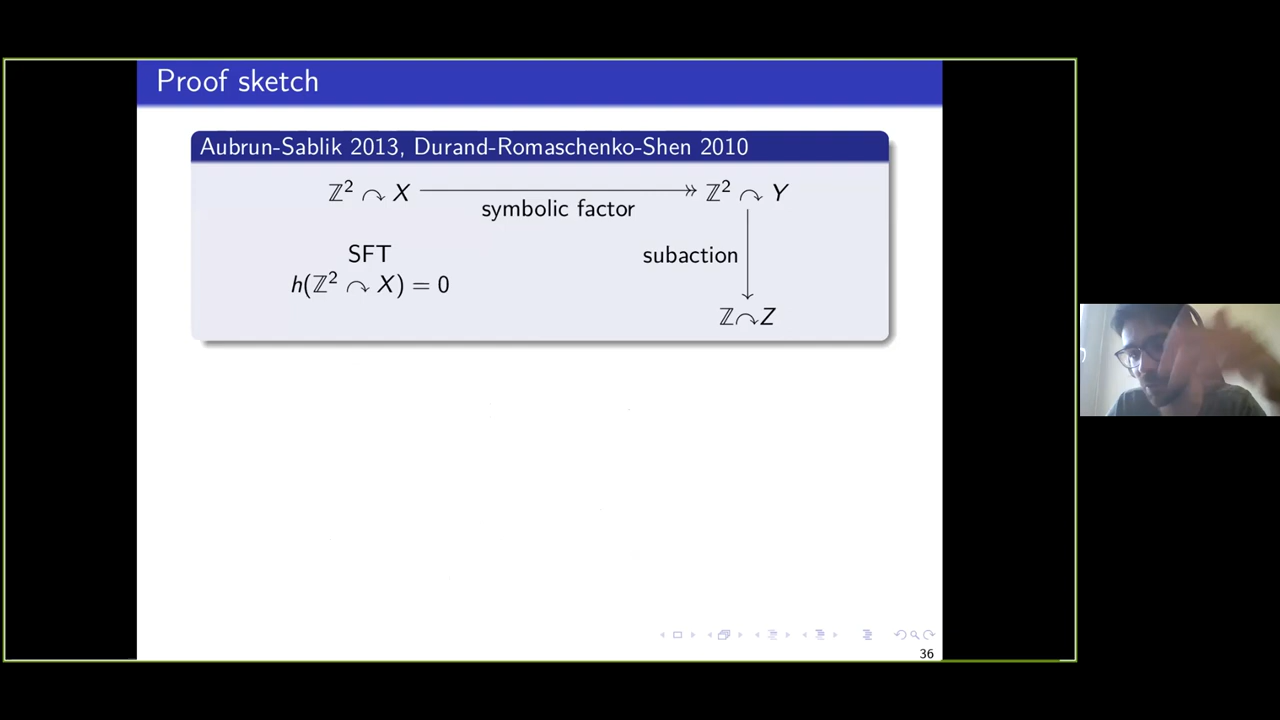 Proof sketch
Aubrun-Sablik 2013, Durand-Romaschenko-Shen 2010
ℤ² ↷ X ↠ ℤ² ↷ Y
symbolic factor
SFT
subaction
h(ℤ² ↷ X) = 0
ℤ↷Z
36